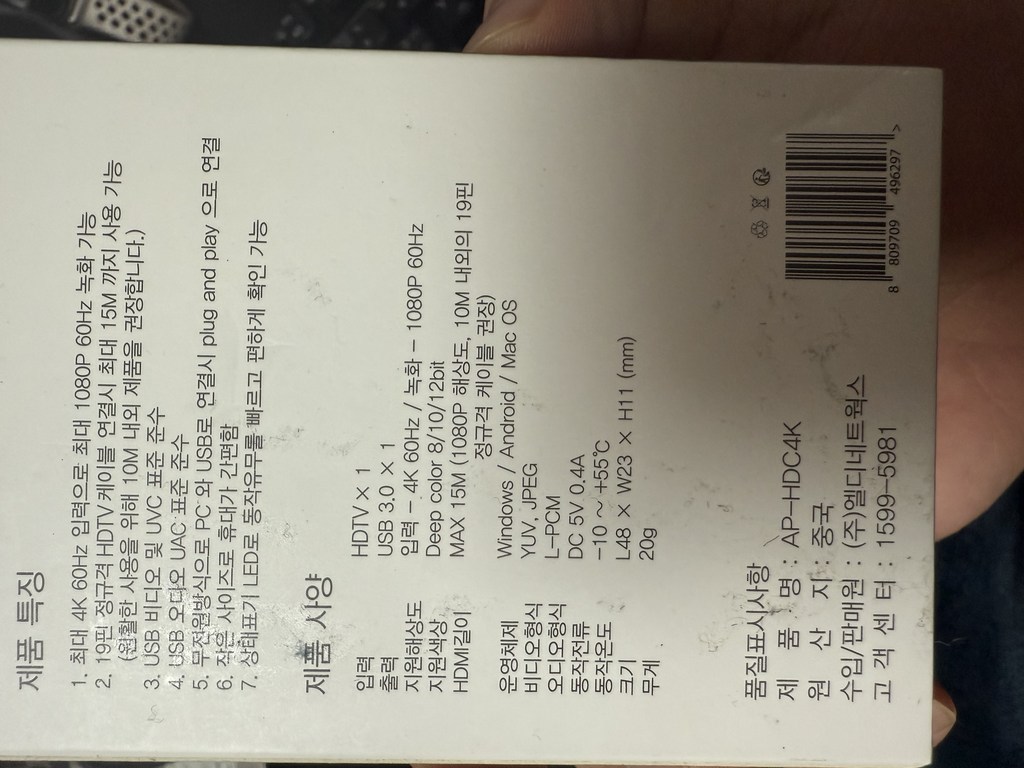 제품 특징
1. 최대 4K 60Hz 입력으로 최대 1080P 60Hz 녹화 가능
2. 19핀 정규격 HDTV 케이블 연결시 최대 15M 까지 사용 가능
(원활한 사용을 위해 10M 내외 제품을 권장합니다.)
3. USB 비디오 및 UVC 표준 준수
4. USB 오디오 UAC 표준 준수
5. 무전원방식으로 PC 와 USB로 연결시 plug and play 으로 연결
6. 작은 사이즈로 휴대가 간편함
7. 상태표기 LED로 동작유무를 빠르고 편하게 확인 가능
제품 사양
입력 HDTV × 1
출력 USB 3.0 × 1
지원해상도 입력 - 4K 60Hz / 녹화 - 1080P 60Hz
지원색상 Deep color 8/10/12bit
HDMI길이 MAX 15M (1080P 해상도, 10M 내외의 19핀
정규격 케이블 권장)
운영체제 Windows / Android / Mac OS
비디오형식 YUV, JPEG
오디오형식 L-PCM
동작전류 DC 5V 0.4A
동작온도 -10 ~ +55℃
크기 L48 × W23 × H11 (mm)
무게 20g
품질표시사항
제 품 명 : AP-HDC4K
원 산 지 : 중국
수입/판매원 : (주)엘디네트웍스
고 객 센 터 : 1599-5981
8 809709 496297 >